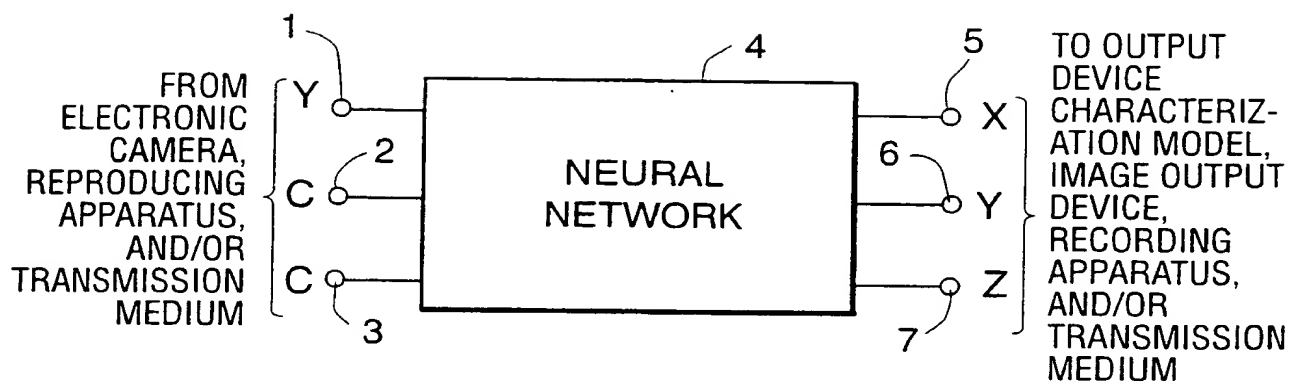 1
FROM
ELECTRONIC
CAMERA,
REPRODUCING
APPARATUS,
AND/OR
TRANSMISSION
MEDIUM
Y
2
C
C
3
4
NEURAL
NETWORK
5
X
6
Y
Z
7
TO OUTPUT
DEVICE
CHARACTERIZ-
ATION MODEL,
IMAGE OUTPUT
DEVICE,
RECORDING
APPARATUS,
AND/OR
TRANSMISSION
MEDIUM